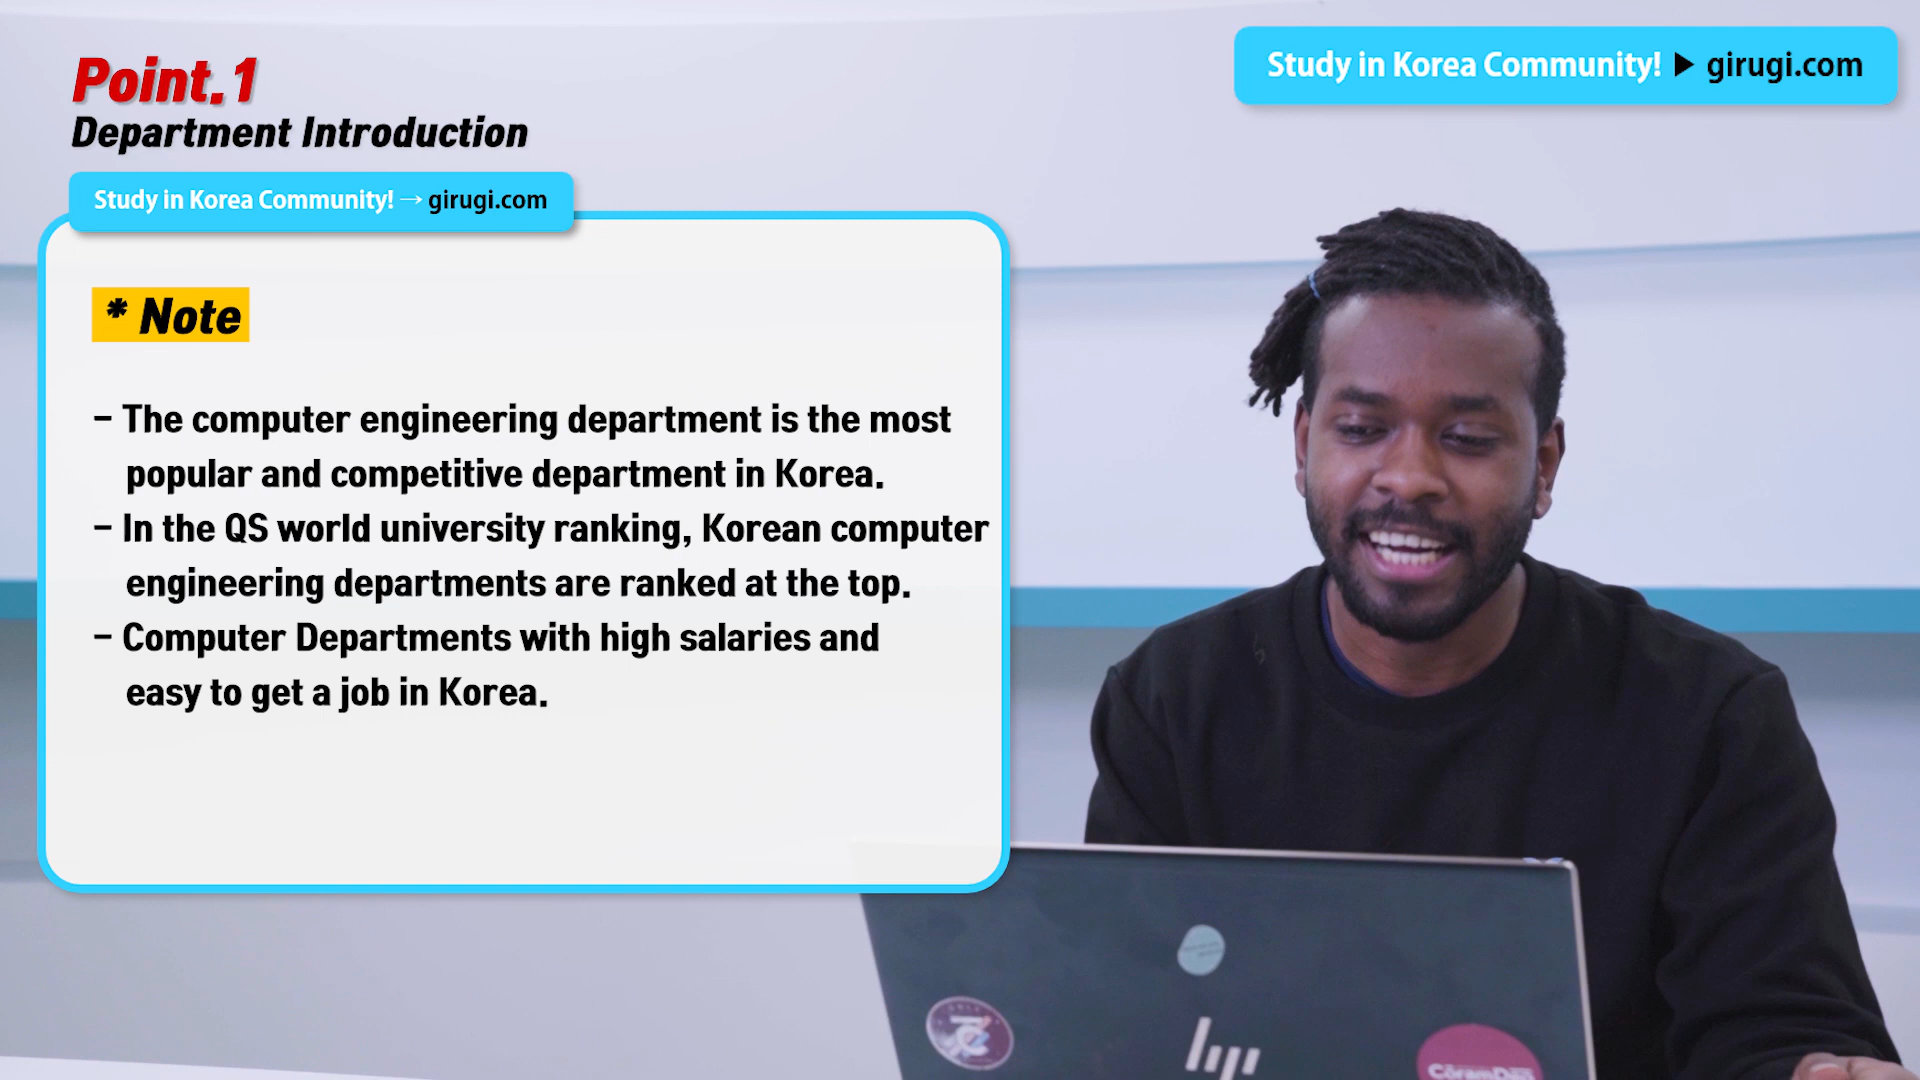 Point.1
Department Introduction
Study in Korea Community! ▶ girugi.com
Study in Korea Community! → girugi.com
* Note
- The computer engineering department is the most
popular and competitive department in Korea.
- In the QS world university ranking, Korean computer
engineering departments are ranked at the top.
- Computer Departments with high salaries and
easy to get a job in Korea.
hp
CoramDeo